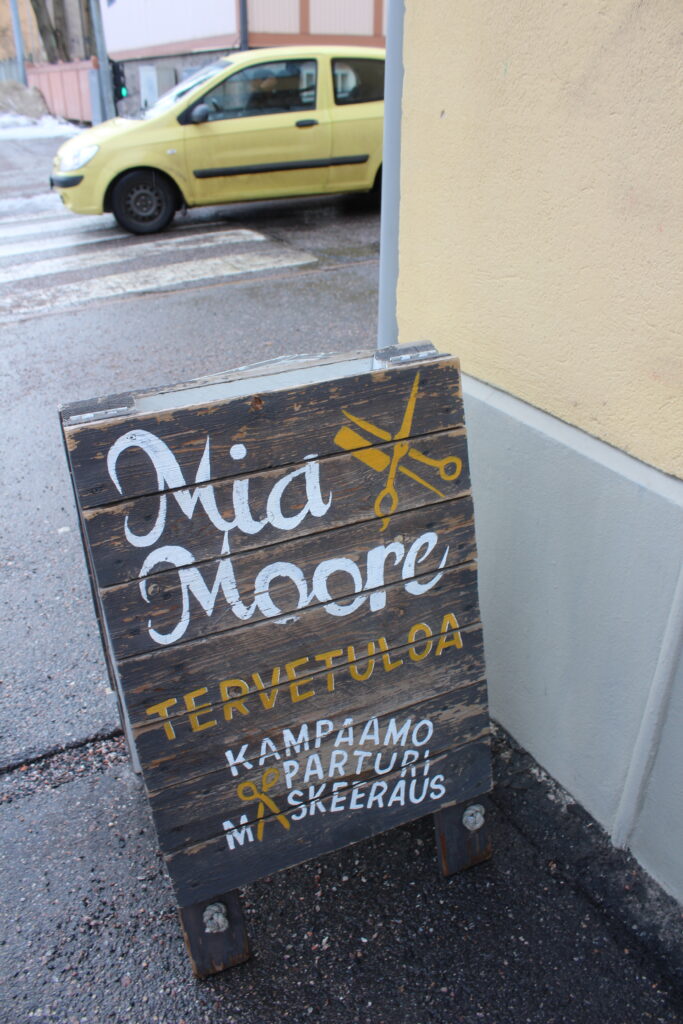 Mia
Moore
TERVETULOA
KAMPAAMO
PARTURI
MASKEERAUS